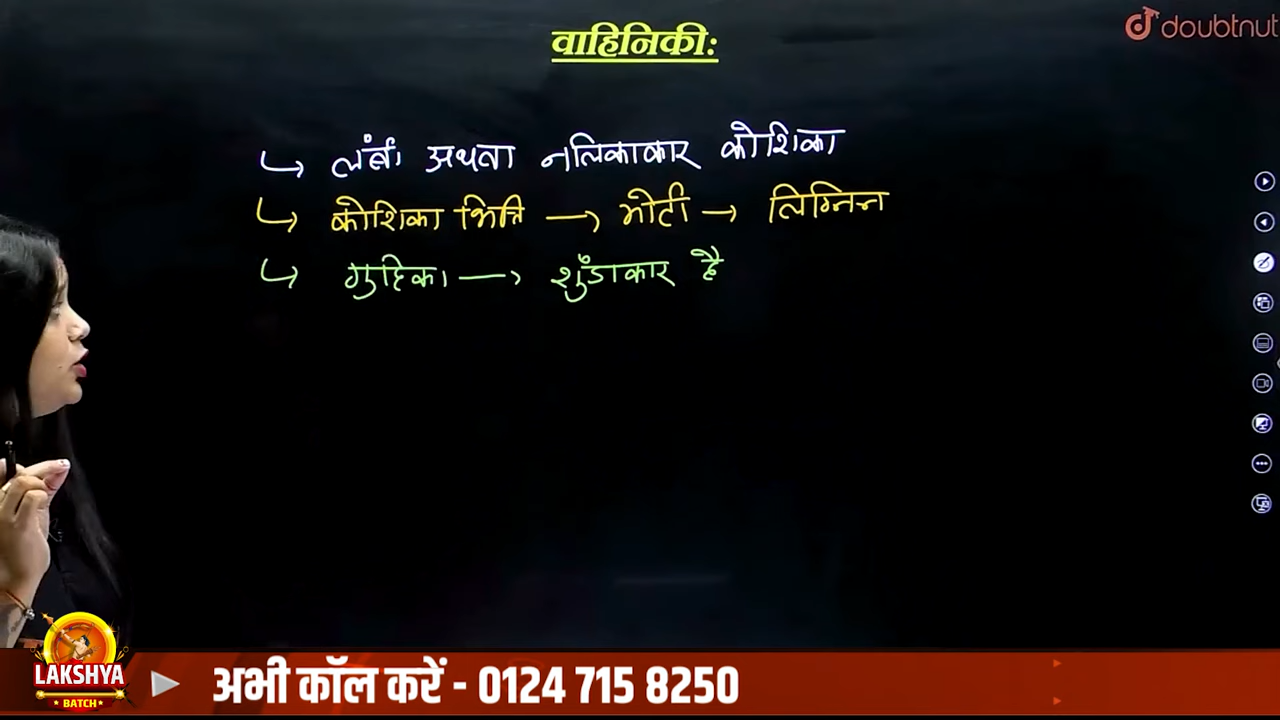 वाहिनिकी:
doubtnut
↳ लंबी अथवा नलिकाकार कोशिका
↳ कोशिका भित्ति → मोटी → लिग्निन
↳ गुहिका → शुंडाकार है
LAKSHYA
BATCH
अभी कॉल करें - 0124 715 8250